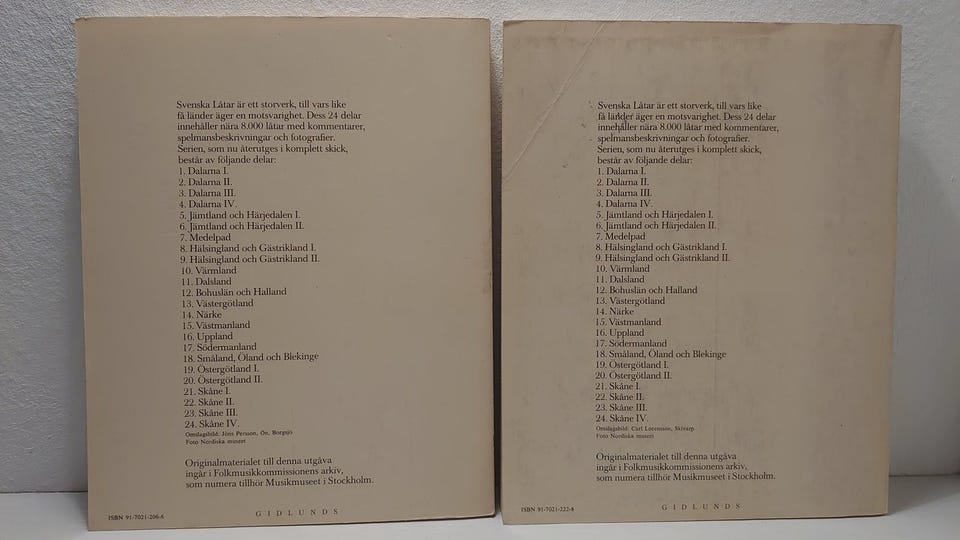 Svenska Låtar är ett storverk, till vars like
få länder äger en motsvarighet. Dess 24 delar
innehåller nära 8.000 låtar med kommentarer,
spelmansbeskrivningar och fotografier.
Serien, som nu återutges i komplett skick,
består av följande delar:
1. Dalarna I.
2. Dalarna II.
3. Dalarna III.
4. Dalarna IV.
5. Jämtland och Härjedalen I.
6. Jämtland och Härjedalen II.
7. Medelpad
8. Hälsingland och Gästrikland I.
9. Hälsingland och Gästrikland II.
10. Värmland
11. Dalsland
12. Bohuslän och Halland
13. Västergötland
14. Närke
15. Västmanland
16. Uppland
17. Södermanland
18. Småland, Öland och Blekinge
19. Östergötland I.
20. Östergötland II.
21. Skåne I.
22. Skåne II.
23. Skåne III.
24. Skåne IV.
Omslagsbild: Jöns Persson, Ön, Borgsjö
Foto Nordiska museet
Originalmaterialet till denna utgåva
ingår i Folkmusikkommissionens arkiv,
som numera tillhör Musikmuseet i Stockholm.
ISBN 91-7021-206-6
GIDLUNDS
Svenska Låtar är ett storverk, till vars like
få länder äger en motsvarighet. Dess 24 delar
innehåller nära 8.000 låtar med kommentarer,
spelmansbeskrivningar och fotografier.
Serien, som nu återutges i komplett skick,
består av följande delar:
1. Dalarna I.
2. Dalarna II.
3. Dalarna III.
4. Dalarna IV.
5. Jämtland och Härjedalen I.
6. Jämtland och Härjedalen II.
7. Medelpad
8. Hälsingland och Gästrikland I.
9. Hälsingland och Gästrikland II.
10. Värmland
11. Dalsland
12. Bohuslän och Halland
13. Västergötland
14. Närke
15. Västmanland
16. Uppland
17. Södermanland
18. Småland, Öland och Blekinge
19. Östergötland I.
20. Östergötland II.
21. Skåne I.
22. Skåne II.
23. Skåne III.
24. Skåne IV.
Omslagsbild: Carl Lorensson, Skivarp
Foto Nordiska museet
Originalmaterialet till denna utgåva
ingår i Folkmusikkommissionens arkiv,
som numera tillhör Musikmuseet i Stockholm.
ISBN 91-7021-222-8
GIDLUNDS